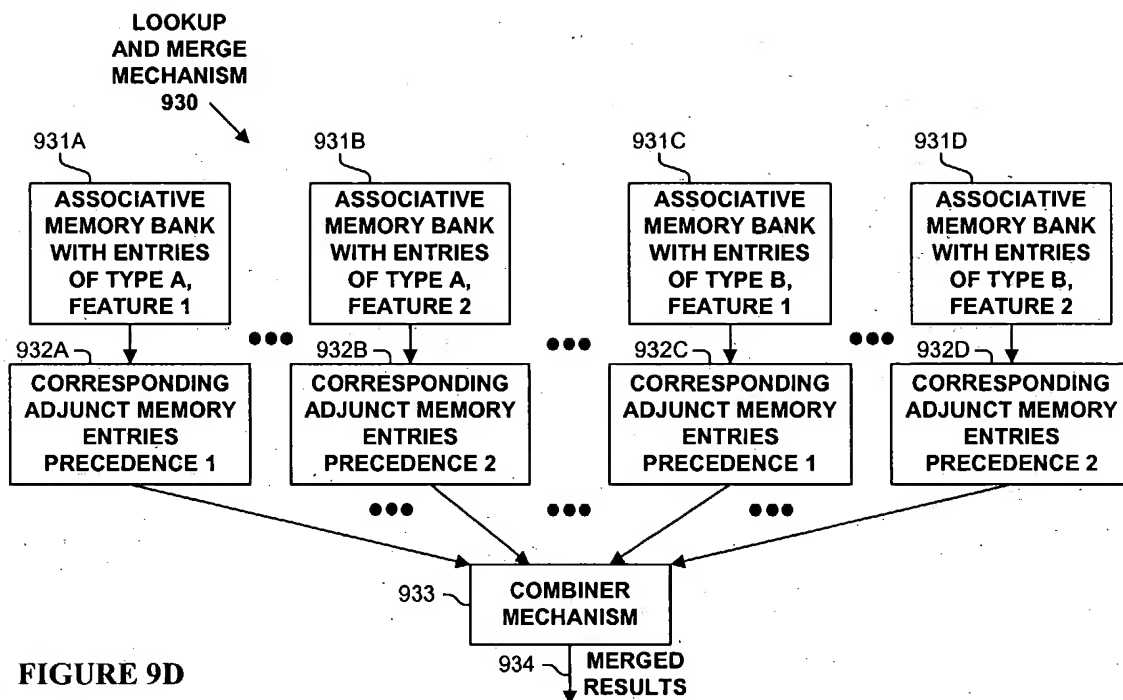 LOOKUP
AND MERGE
MECHANISM
930
931A
ASSOCIATIVE
MEMORY BANK
WITH ENTRIES
OF TYPE A,
FEATURE 1
931B
ASSOCIATIVE
MEMORY BANK
WITH ENTRIES
OF TYPE A,
FEATURE 2
931C
ASSOCIATIVE
MEMORY BANK
WITH ENTRIES
OF TYPE B,
FEATURE 1
931D
ASSOCIATIVE
MEMORY BANK
WITH ENTRIES
OF TYPE B,
FEATURE 2
932A
CORRESPONDING
ADJUNCT MEMORY
ENTRIES
PRECEDENCE 1
932B
CORRESPONDING
ADJUNCT MEMORY
ENTRIES
PRECEDENCE 2
932C
CORRESPONDING
ADJUNCT MEMORY
ENTRIES
PRECEDENCE 1
932D
CORRESPONDING
ADJUNCT MEMORY
ENTRIES
PRECEDENCE 2
933
COMBINER
MECHANISM
934
MERGED
RESULTS
FIGURE 9D